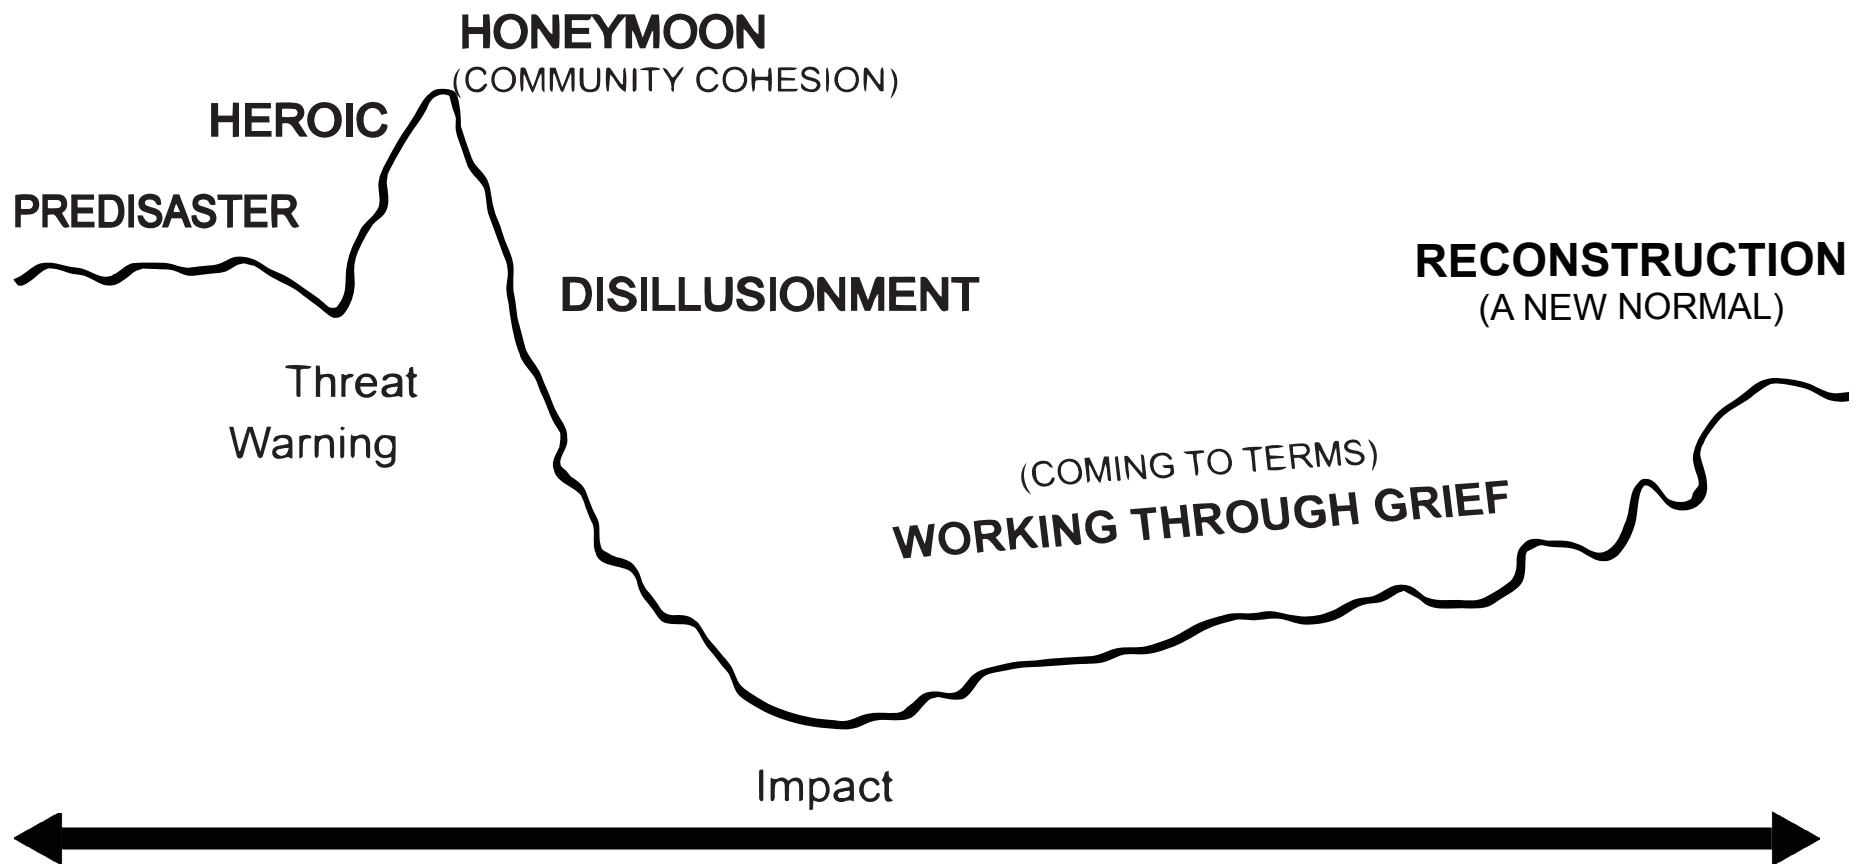 HONEYMOON
(COMMUNITY COHESION)
HEROIC
PREDISASTER
DISILLUSIONMENT
RECONSTRUCTION
(A NEW NORMAL)
Threat
Warning
(COMING TO TERMS)
WORKING THROUGH GRIEF
Impact